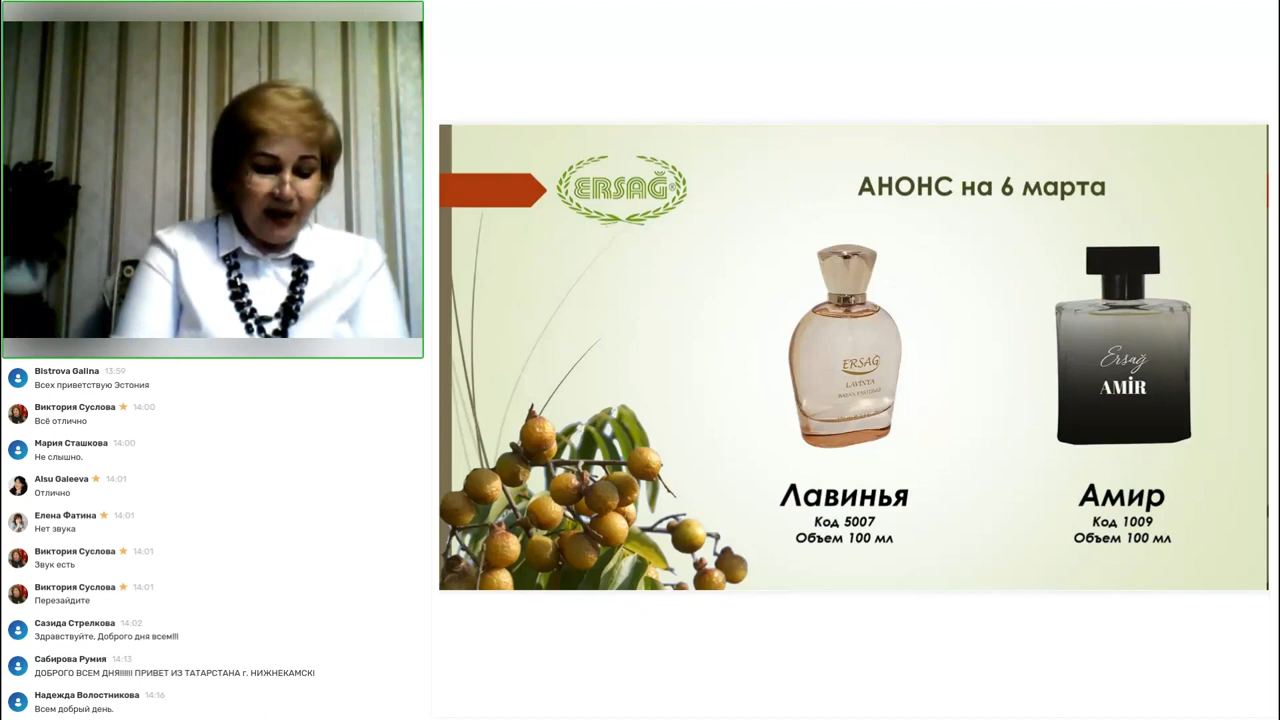 Bistrova Galina 13:59
Всех приветствую Эстония
Виктория Суслова 14:00
Всё отлично
Мария Сташкова 14:00
Не слышно.
Alsu Galeeva 14:01
Отлично
Елена Фатина 14:01
Нет звука
Виктория Суслова 14:01
Звук есть
Виктория Суслова 14:01
Перезайдите
Сазида Стрелкова 14:02
Здравствуйте, Доброго дня всем!!!
Сабирова Румия 14:13
ДОБРОГО ВСЕМ ДНЯ!!!!!! ПРИВЕТ ИЗ ТАТАРСТАНА г. НИЖНЕКАМСК!
Надежда Волостникова 14:16
Всем добрый день.
ERSAĞ®
АНОНС на 6 марта
ERSAĞ
LAVİNYA
Ersağ
AMİR
Лавинья
Код 5007
Объем 100 мл
Амир
Код 1009
Объем 100 мл